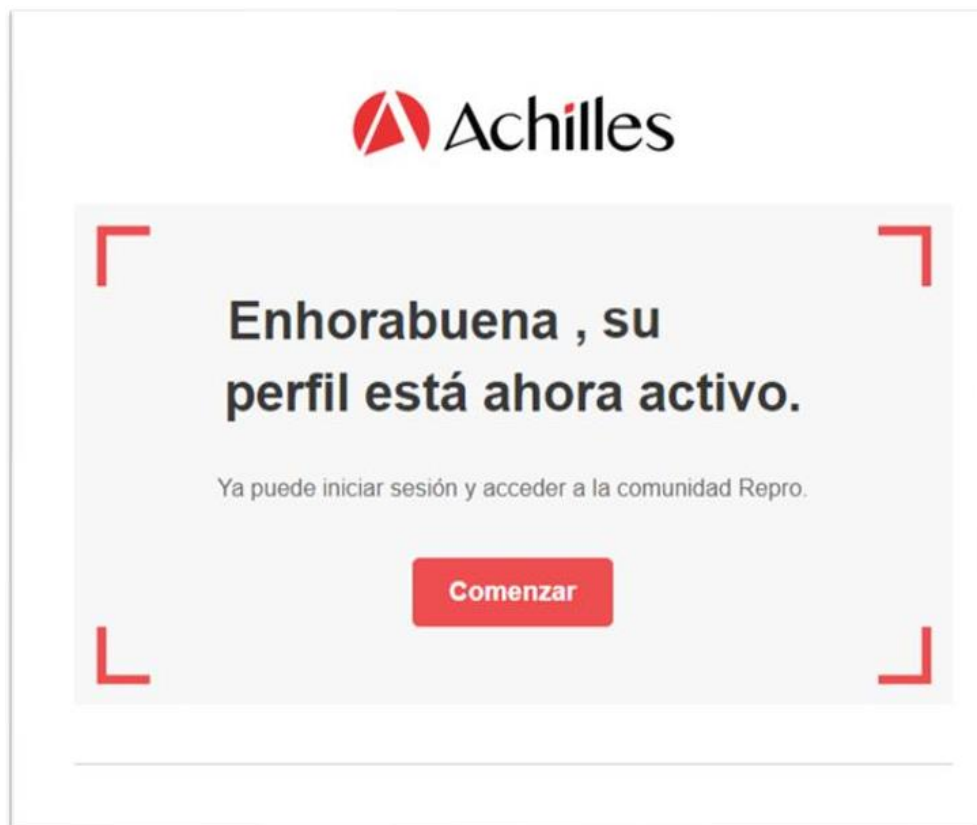 Achilles
Enhorabuena , su
perfil está ahora activo.
Ya puede iniciar sesión y acceder a la comunidad Repro.
Comenzar